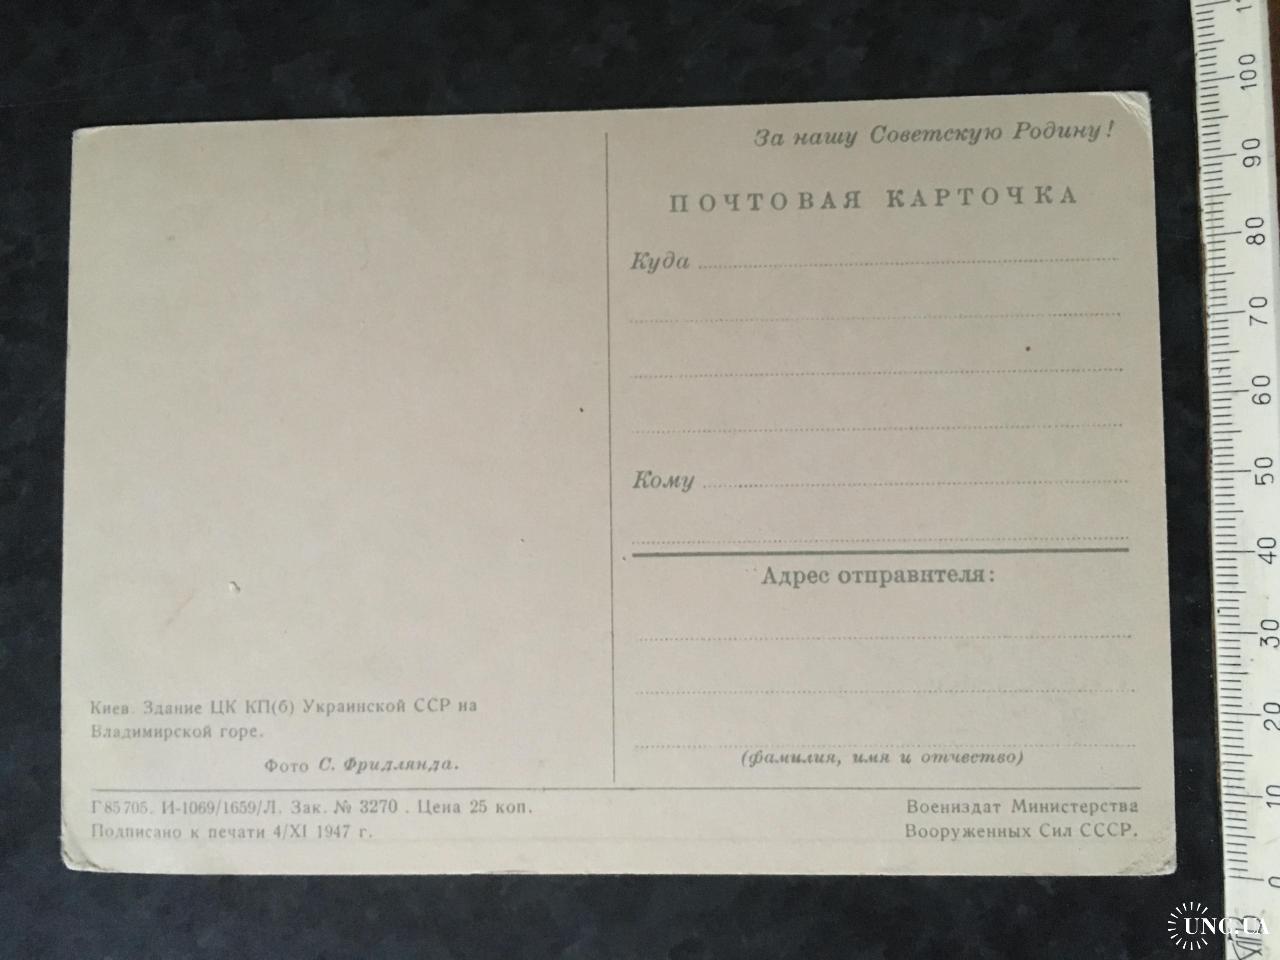 За нашу Советскую Родину!
ПОЧТОВАЯ КАРТОЧКА
Куда
Кому
Адрес отправителя:
(фамилия, имя и отчество)
Киев. Здание ЦК КП(б) Украинской ССР на
Владимирской горе.
Фото С. Фридлянда.
Г85705. И-1069/1659/Л. Зак. № 3270. Цена 25 коп.
Подписано к печати 4/XI 1947 г.
Воениздат Министерства
Вооруженных Сил СССР.
100
90
80
70
60
50
40
30
20
10
0
UNC.UA